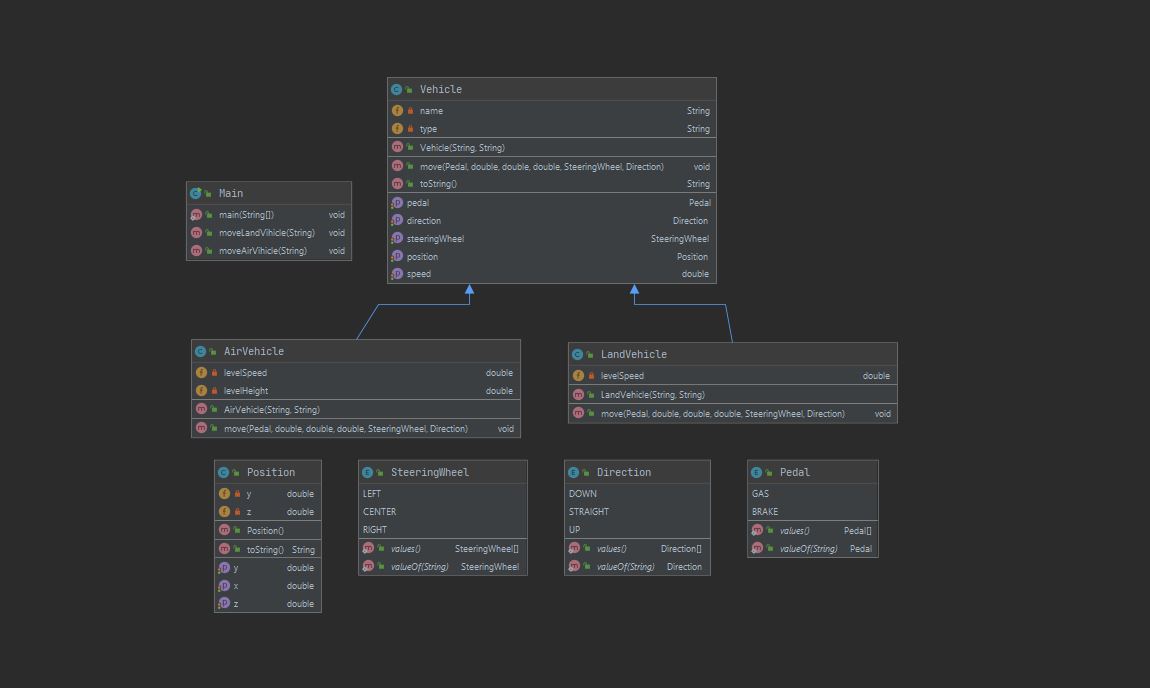 Vehicle
name String
type String
Vehicle(String, String)
move(Pedal, double, double, double, SteeringWheel, Direction) void
toString() String
pedal Pedal
direction Direction
steeringWheel SteeringWheel
position Position
speed double
Main
main(String[]) void
moveLandVihicle(String) void
moveAirVihicle(String) void
AirVehicle
levelSpeed double
levelHeight double
AirVehicle(String, String)
move(Pedal, double, double, double, SteeringWheel, Direction) void
LandVehicle
levelSpeed double
LandVehicle(String, String)
move(Pedal, double, double, double, SteeringWheel, Direction) void
Position
y double
z double
Position()
toString() String
y double
x double
z double
SteeringWheel
LEFT
CENTER
RIGHT
values() SteeringWheel[]
valueOf(String) SteeringWheel
Direction
DOWN
STRAIGHT
UP
values() Direction[]
valueOf(String) Direction
Pedal
GAS
BRAKE
values() Pedal[]
valueOf(String) Pedal